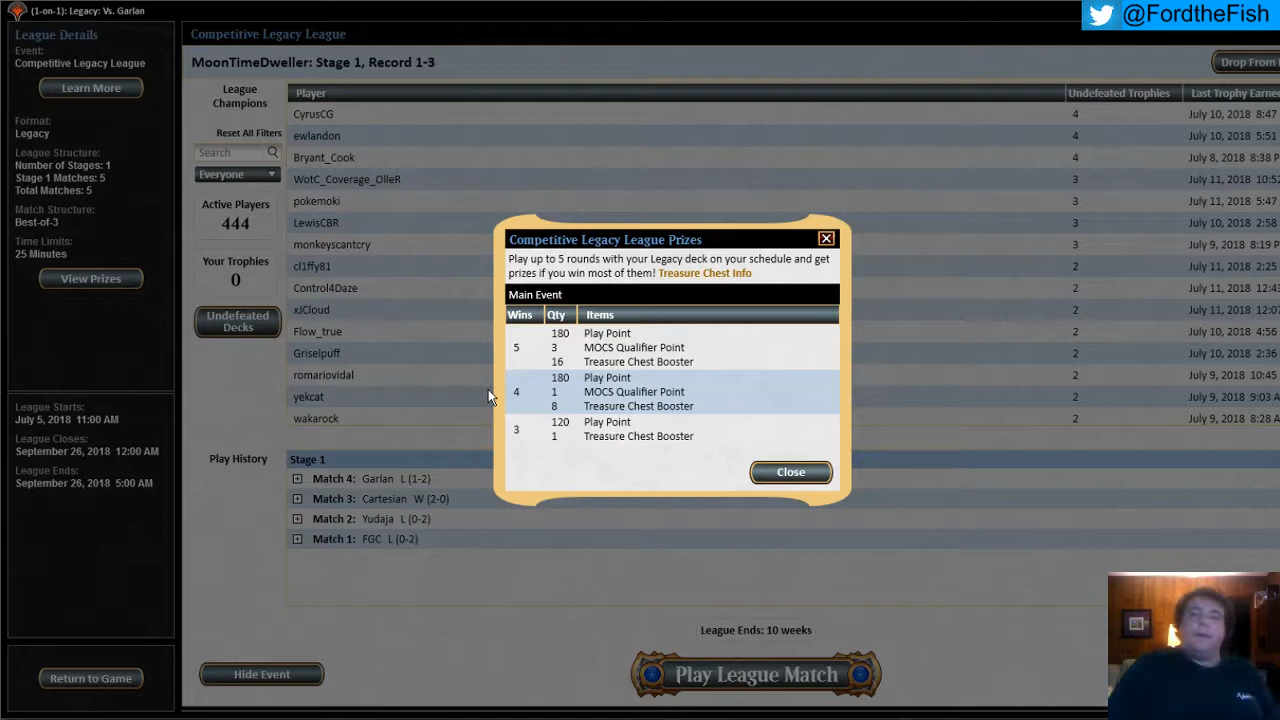 (1-on-1): Legacy: Vs. Garlan
@FordtheFish
League Details
Event:
Competitive Legacy League
Learn More
Format:
Legacy
League Structure:
Number of Stages: 1
Stage 1 Matches: 5
Total Matches: 5
Match Structure:
Best-of-3
Time Limits:
25 Minutes
View Prizes
League Starts:
July 5, 2018 11:00 AM
League Closes:
September 26, 2018 12:00 AM
League Ends:
September 26, 2018 5:00 AM
Return to Game
Competitive Legacy League
MoonTimeDweller: Stage 1, Record 1-3
Drop From
League
Champions
Reset All Filters
Search
Everyone
Active Players
444
Your Trophies
0
Undefeated
Decks
Player Undefeated Trophies Last Trophy Earne
CyrusCG 4 July 10, 2018 8:47
ewlandon 4 July 10, 2018 5:51
Bryant_Cook 4 July 8, 2018 8:38 P
WotC_Coverage_OlleR 3 July 11, 2018 10:52
pokemoki 3 July 11, 2018 5:47
LewisCBR 3 July 10, 2018 2:58
monkeyscantcry 3 July 9, 2018 9:19 P
cl1ffy81 2 July 11, 2018 2:25
Control4Daze 2 July 11, 2018 12:43
xJCloud 2 July 11, 2018 12:07
Flow_true 2 July 10, 2018 4:56
Griselpuff 2 July 10, 2018 2:36
romariovidal 2 July 9, 2018 10:45
yekcat 2 July 9, 2018 9:03 A
wakarock 2 July 9, 2018 8:28 A
Competitive Legacy League Prizes
Play up to 5 rounds with your Legacy deck on your schedule and get
prizes if you win most of them! Treasure Chest Info
Main Event
Wins Qty Items
180 Play Point
5 3 MOCS Qualifier Point
16 Treasure Chest Booster
180 Play Point
4 1 MOCS Qualifier Point
8 Treasure Chest Booster
120 Play Point
3
1 Treasure Chest Booster
Close
Play History
Stage 1
Match 4: Garlan L (1-2)
Match 3: Cartesian W (2-0)
Match 2: Yudaja L (0-2)
Match 1: FGC L (0-2)
League Ends: 10 weeks
Hide Event
Play League Match